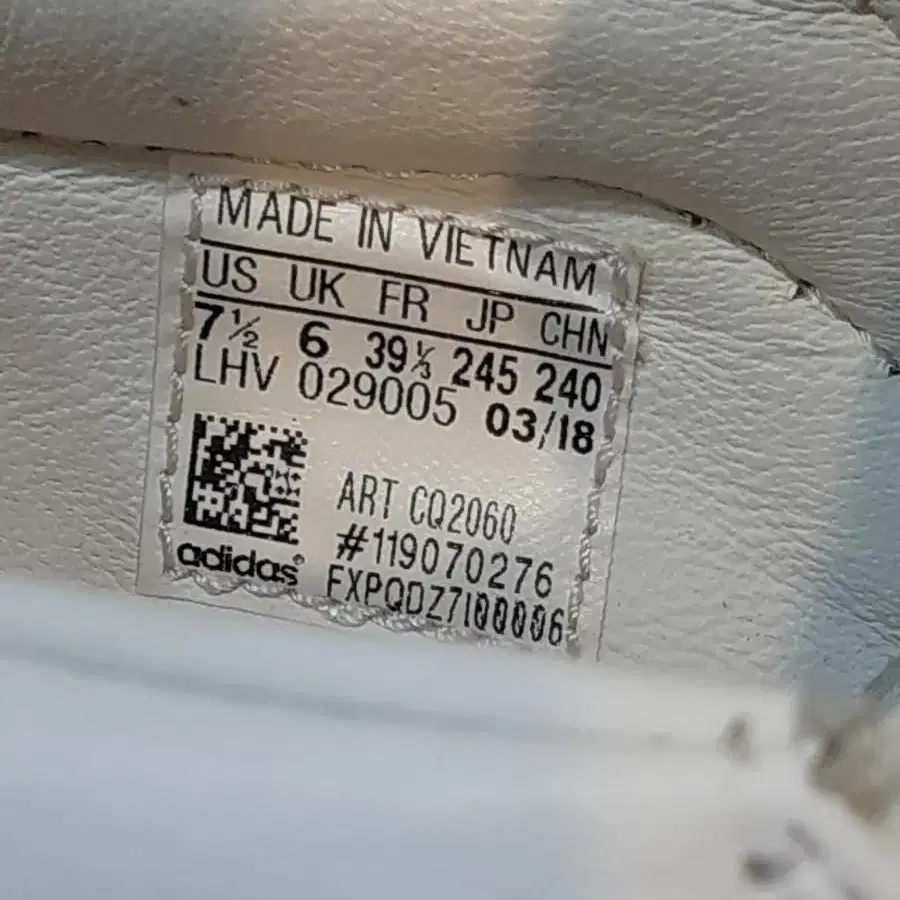 MADE IN VIETNAM
US UK FR JP CHN
7½ 6 39⅓ 245 240
LHV 029005 03/18
ART CQ2060
#119070276
adidas®
FXPQDZ7I00006